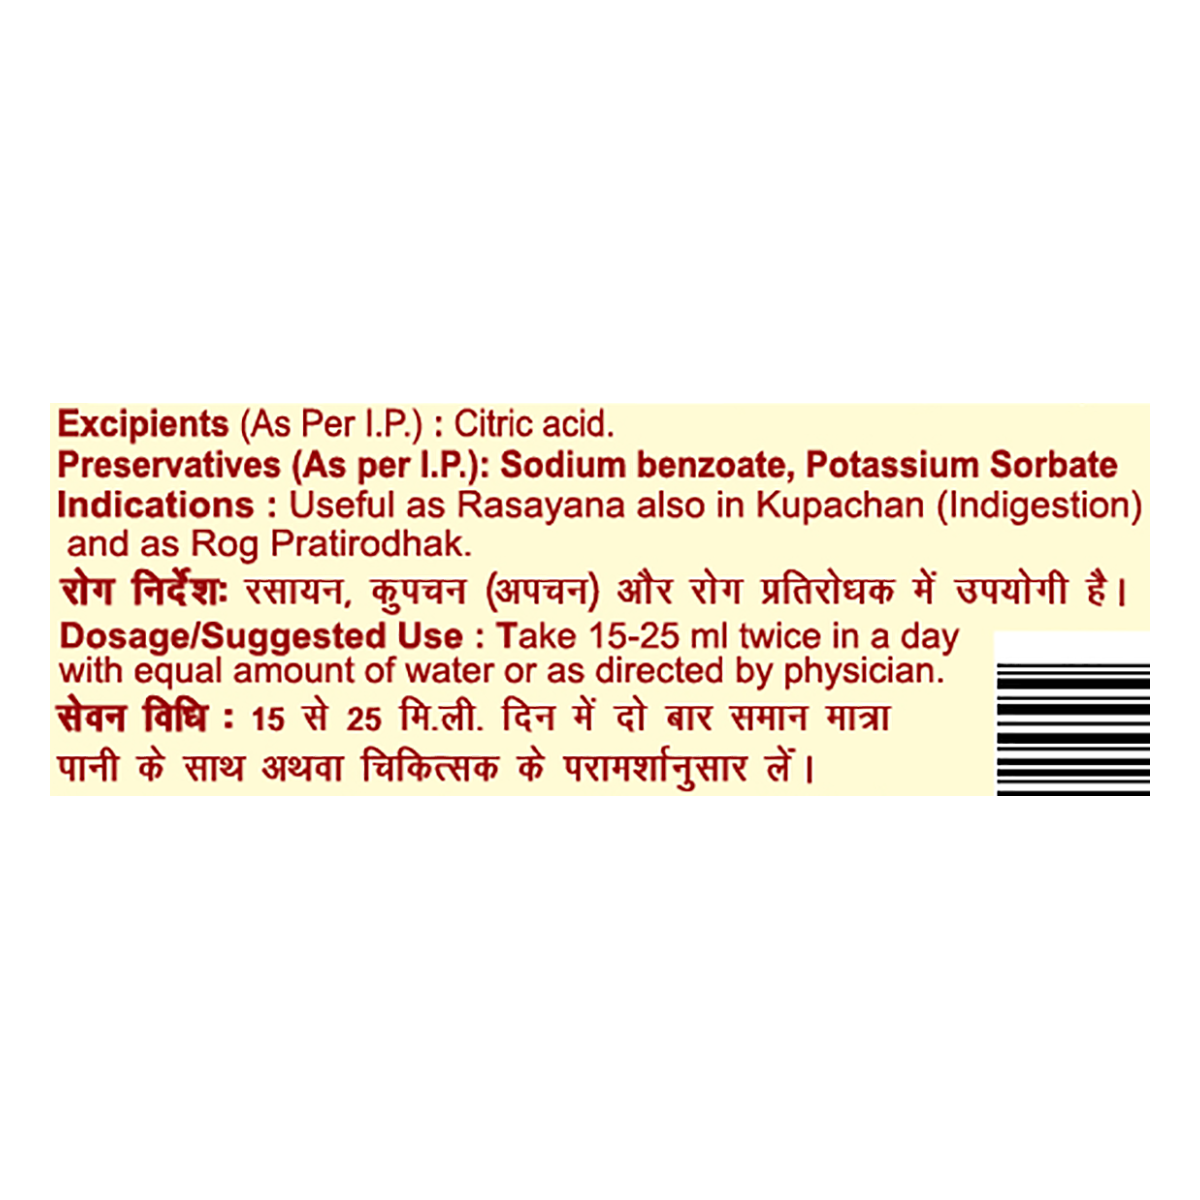 Excipients (As Per I.P.) : Citric acid.
Preservatives (As per I.P.): Sodium benzoate, Potassium Sorbate
Indications : Useful as Rasayana also in Kupachan (Indigestion)
and as Rog Pratirodhak.
रोग निर्देशः रसायन, कुपचन (अपचन) और रोग प्रतिरोधक में उपयोगी है।
Dosage/Suggested Use : Take 15-25 ml twice in a day
with equal amount of water or as directed by physician.
सेवन विधि : 15 से 25 मि.ली. दिन में दो बार समान मात्रा
पानी के साथ अथवा चिकित्सक के परामर्शानुसार लें।